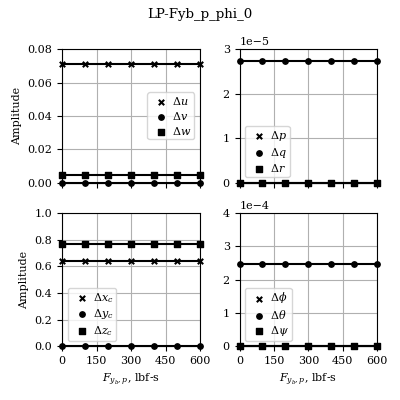 LP-Fyb_p_phi_0
Amplitude
0.08
0.06
0.04
0.02
0.00
Δu
Δv
Δw
1e−5
3
2
1
0
Δp
Δq
Δr
Amplitude
1.0
0.8
0.6
0.4
0.2
0.0
Δx_c
Δy_c
Δz_c
0 150 300 450 600
F_{y_b,p}, lbf-s
1e−4
4
3
2
1
0
Δϕ
Δθ
Δψ
0 150 300 450 600
F_{y_b,p}, lbf-s